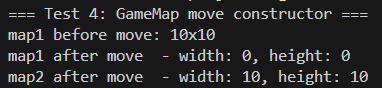 === Test 4: GameMap move constructor ===
map1 before move: 10x10
map1 after move  - width: 0, height: 0
map2 after move  - width: 10, height: 10